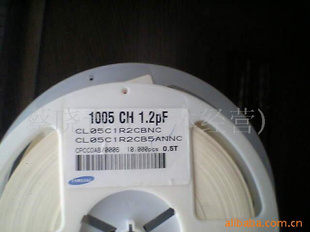 1005 CH 1.2pF
CL05C1R2CBNC
CL05C1R2CB5ANNC
10,000pcs 0.5T
SAMSUNG